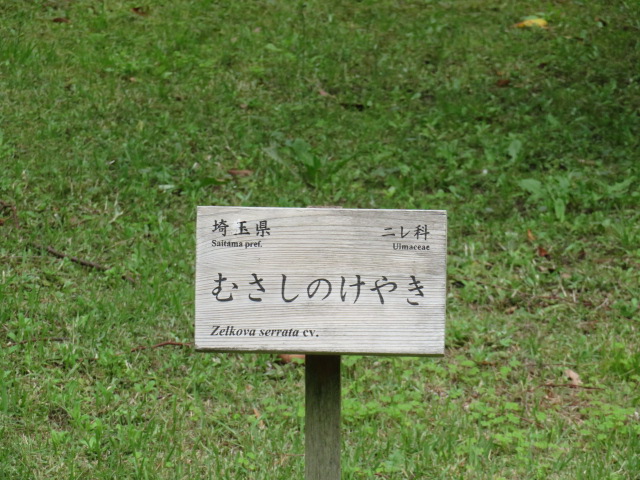 埼玉県 ニレ科
Saitama pref. Ulmaceae
むさしのけやき
Zelkova serrata cv.